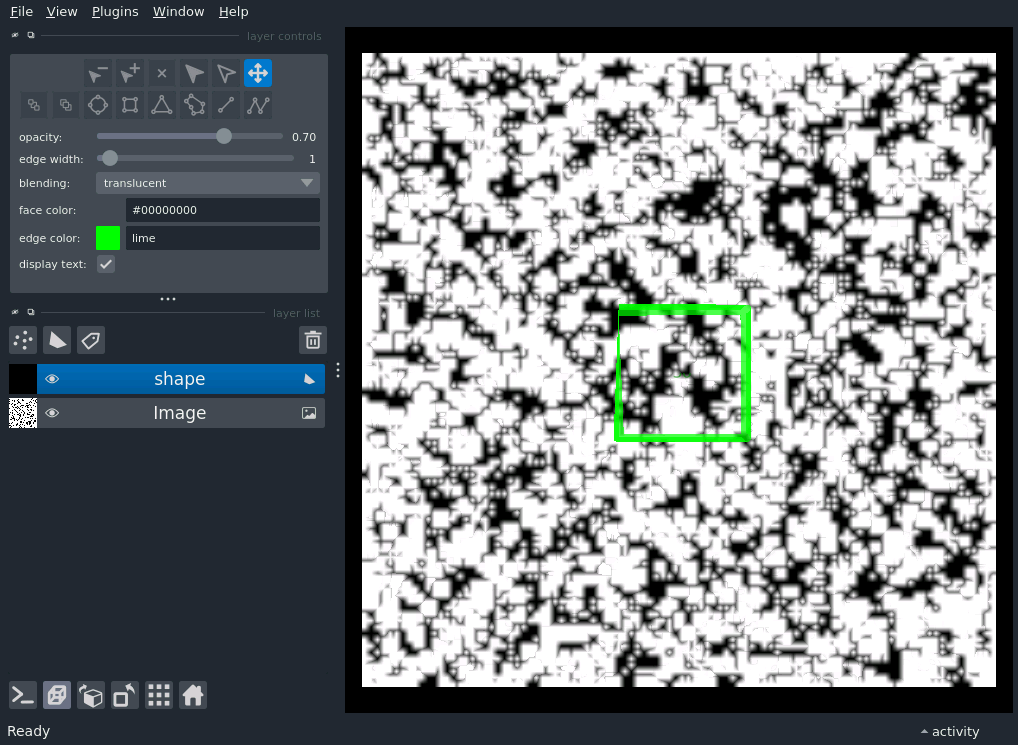 File View Plugins Window Help
layer controls
opacity: 0.70
edge width: 1
blending: translucent
face color: #00000000
edge color: lime
display text:
layer list
shape
Image
Ready activity